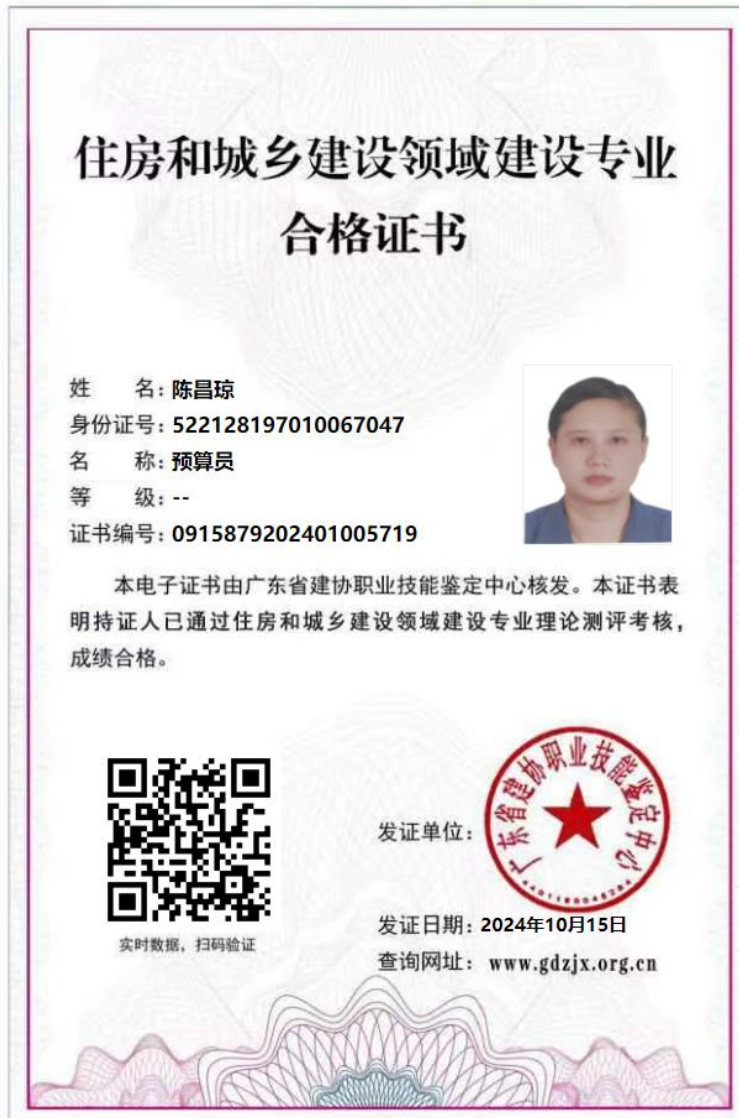 住房和城乡建设领域建设专业
合格证书
姓 名：陈昌琼
身份证号：522128197010067047
名 称：预算员
等 级：--
证书编号：0915879202401005719
本电子证书由广东省建协职业技能鉴定中心核发。本证书表
明持证人已通过住房和城乡建设领域建设专业理论测评考核，
成绩合格。
实时数据，扫码验证
发证单位：
广东省建协职业技能鉴定中心
发证日期：2024年10月15日
查询网址：www.gdzjx.org.cn